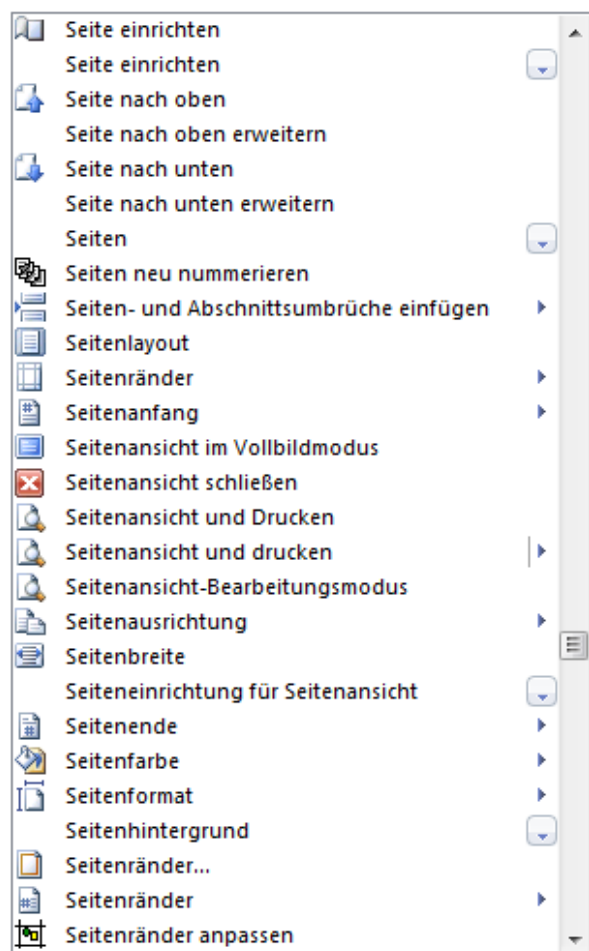 Seite einrichten
Seite einrichten
Seite nach oben
Seite nach oben erweitern
Seite nach unten
Seite nach unten erweitern
Seiten
Seiten neu nummerieren
Seiten- und Abschnittsumbrüche einfügen
Seitenlayout
Seitenränder
Seitenanfang
Seitenansicht im Vollbildmodus
Seitenansicht schließen
Seitenansicht und Drucken
Seitenansicht und drucken
Seitenansicht-Bearbeitungsmodus
Seitenausrichtung
Seitenbreite
Seiteneinrichtung für Seitenansicht
Seitenende
Seitenfarbe
Seitenformat
Seitenhintergrund
Seitenränder...
Seitenränder
Seitenränder anpassen